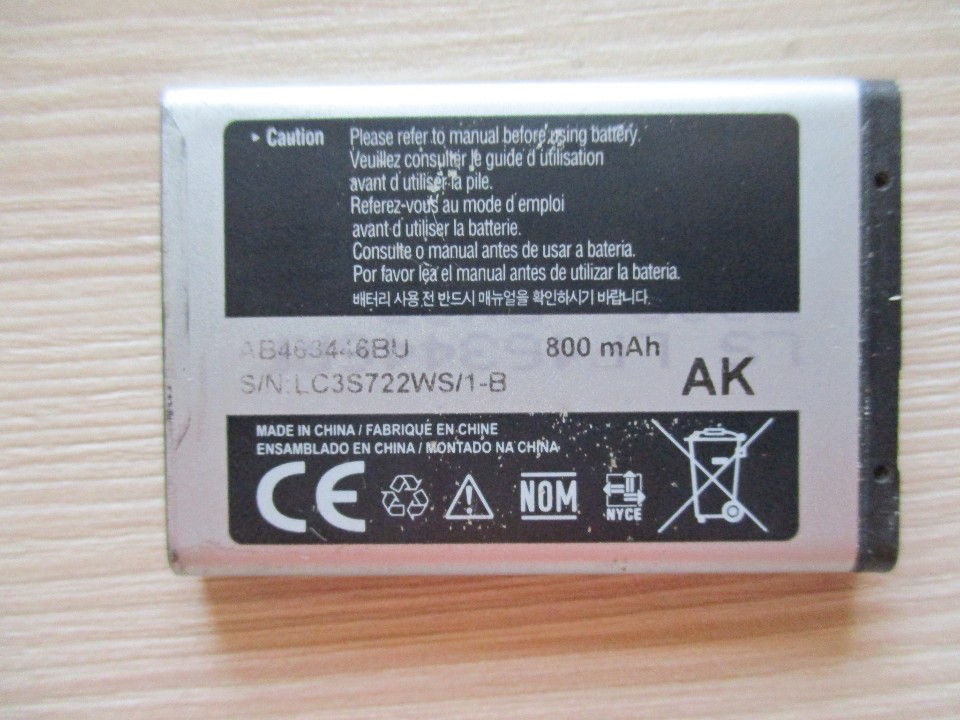 ▸ Caution Please refer to manual before using battery.
Veuillez consulter le guide d'utilisation
avant d'utiliser la pile.
Referez-vous au mode d'emploi
avant d'utiliser la batterie.
Consulte o manual antes de usar a bateria.
Por favor lea el manual antes de utilizar la bateria.
배터리 사용 전 반드시 매뉴얼을 확인하시기 바랍니다.
AB463446BU 800 mAh
S/N:LC3S722WS/1-B AK
MADE IN CHINA / FABRIQUÉ EN CHINE
ENSAMBLADO EN CHINA / MONTADO NA CHINA
CE NOM NYCE